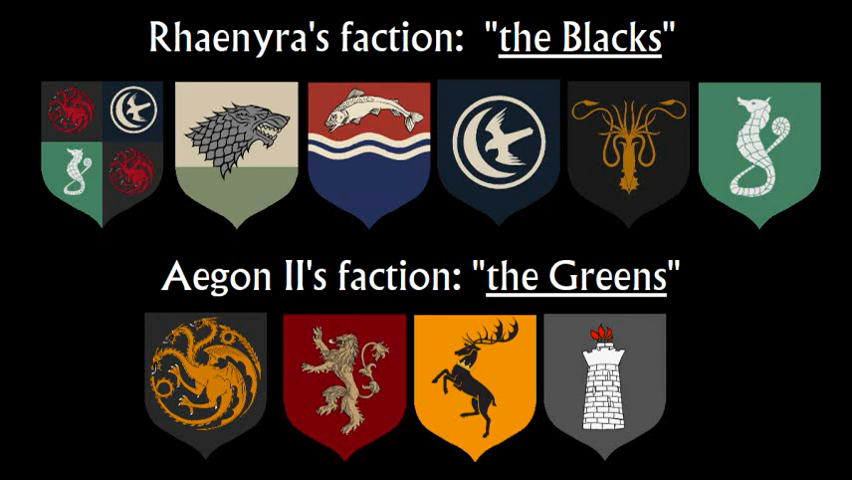 Rhaenyra's faction: "the Blacks"
Aegon II's faction: "the Greens"